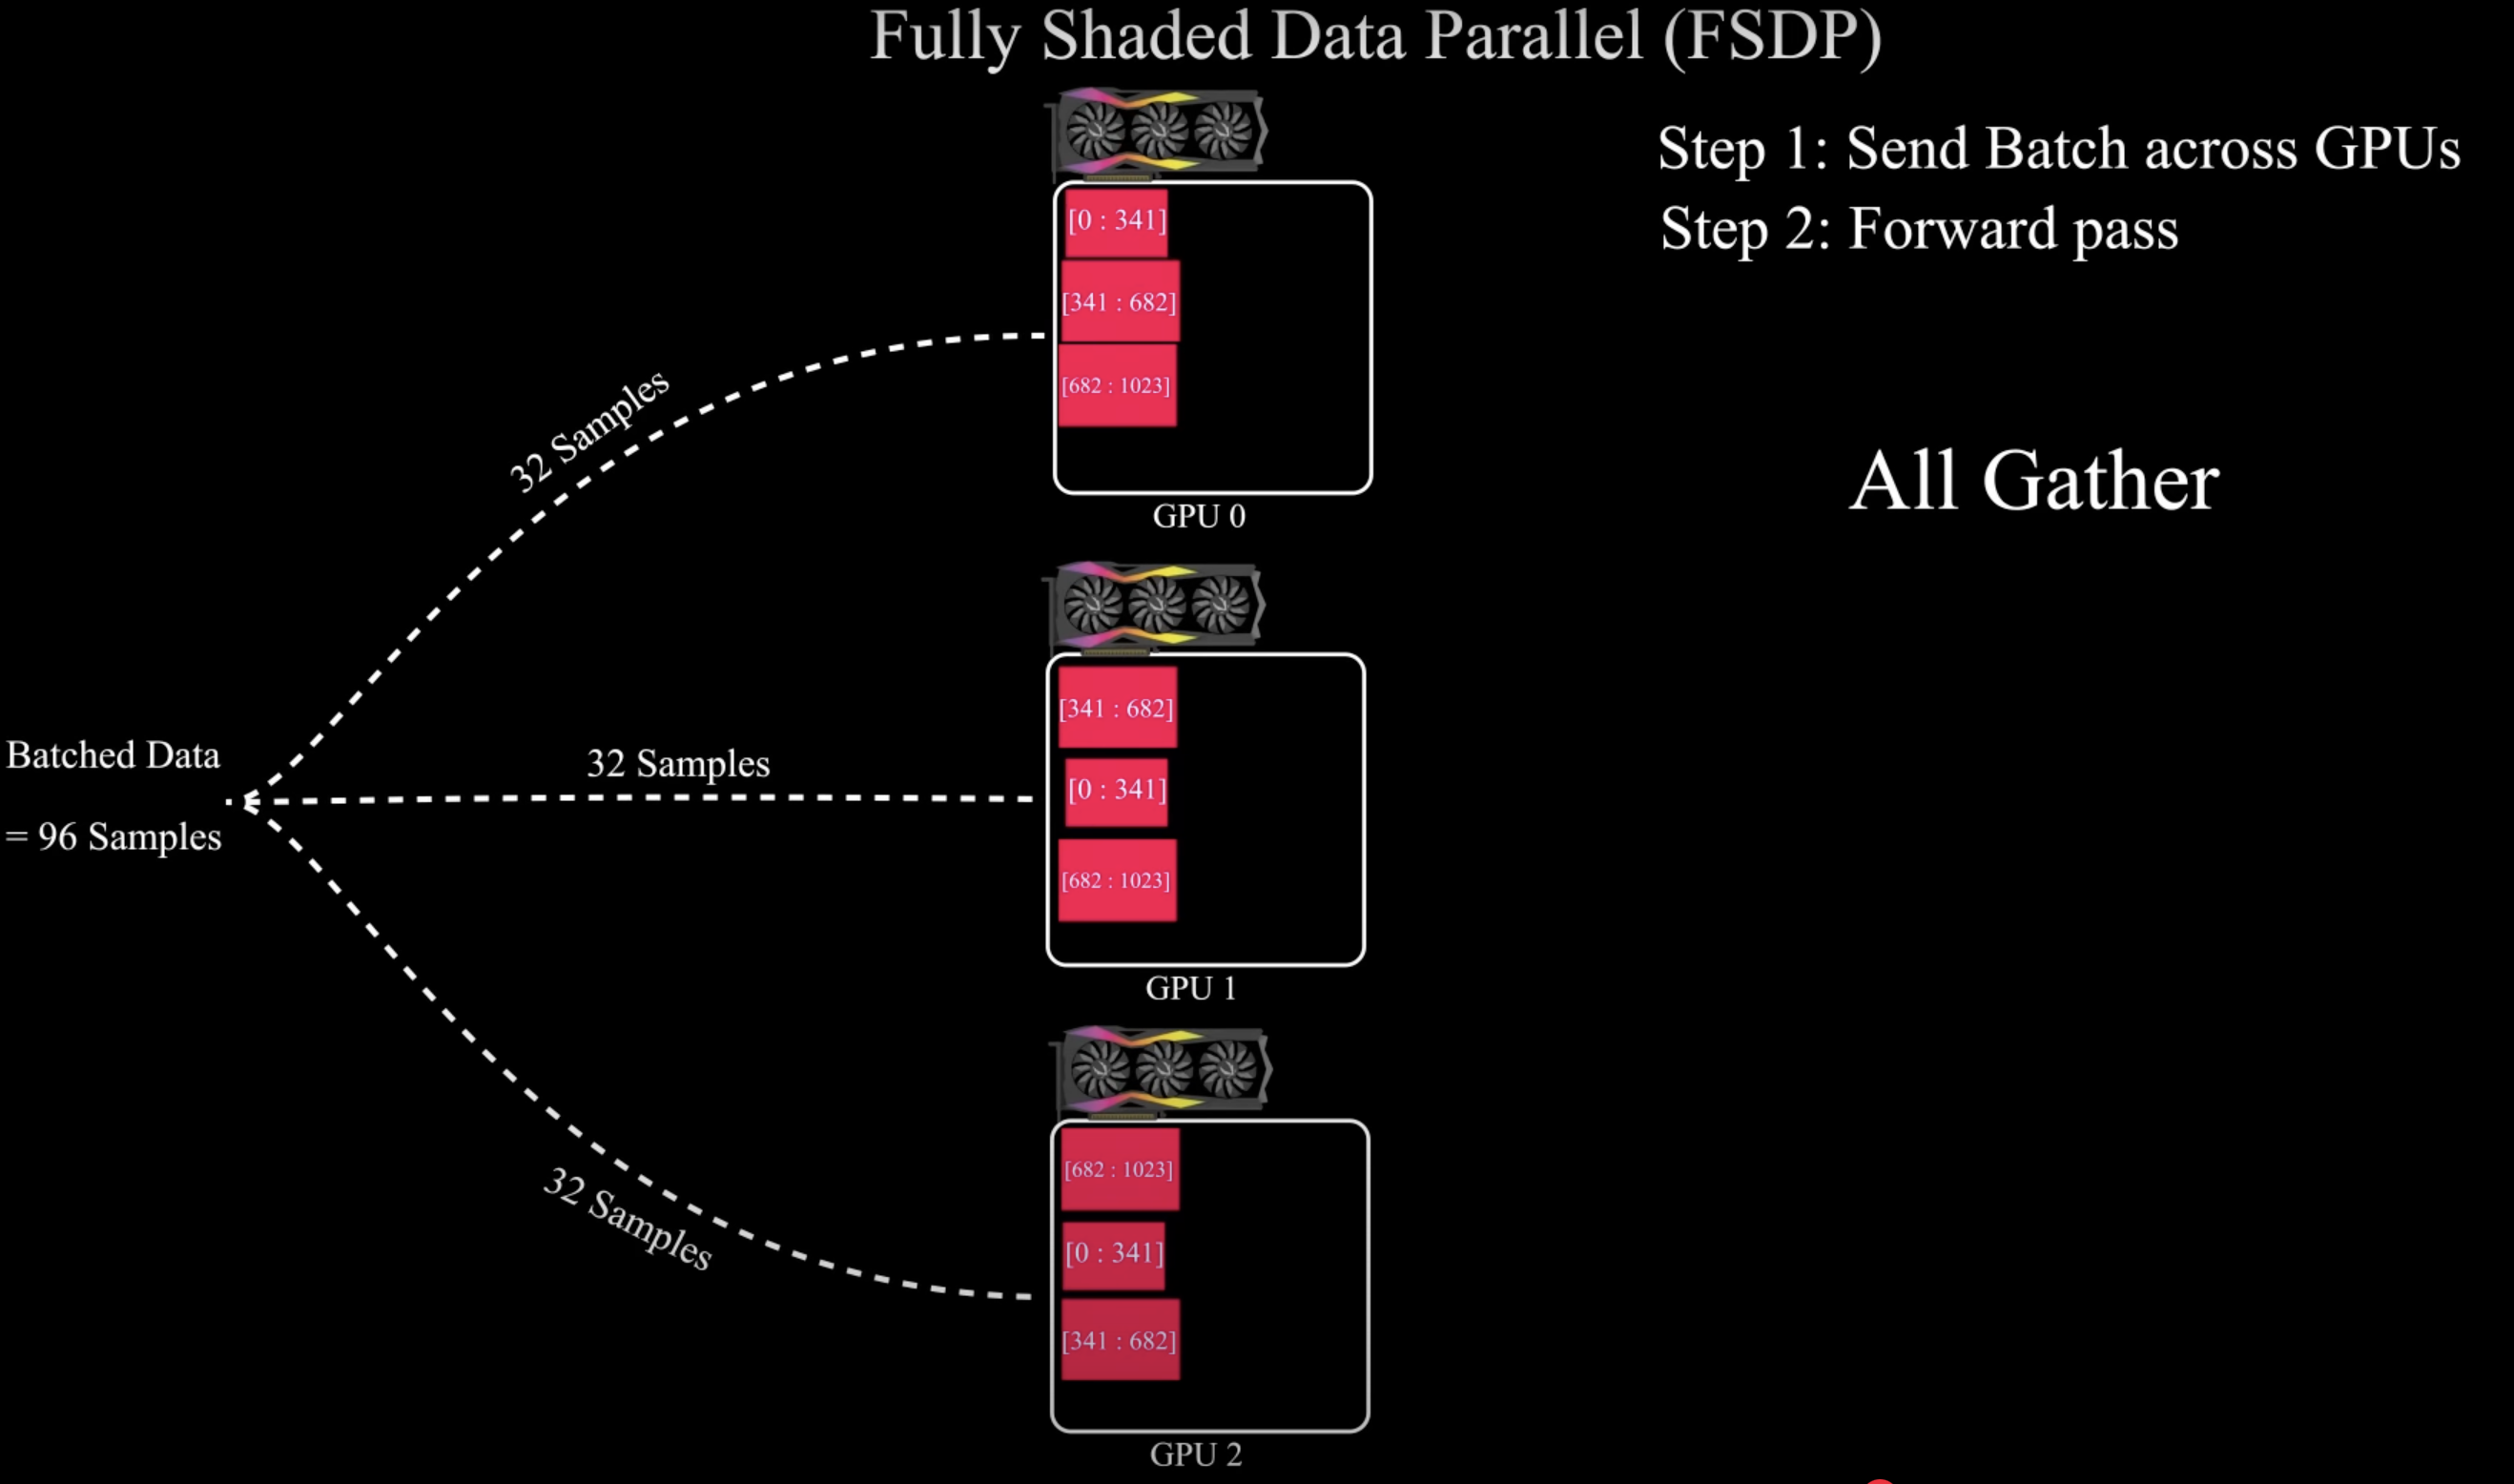 Fully Shaded Data Parallel (FSDP)
Step 1: Send Batch across GPUs
Step 2: Forward pass
All Gather
[0 : 341]
[341 : 682]
[682 : 1023]
GPU 0
32 Samples
[341 : 682]
[0 : 341]
[682 : 1023]
GPU 1
32 Samples
Batched Data
= 96 Samples
[682 : 1023]
[0 : 341]
[341 : 682]
GPU 2
32 Samples